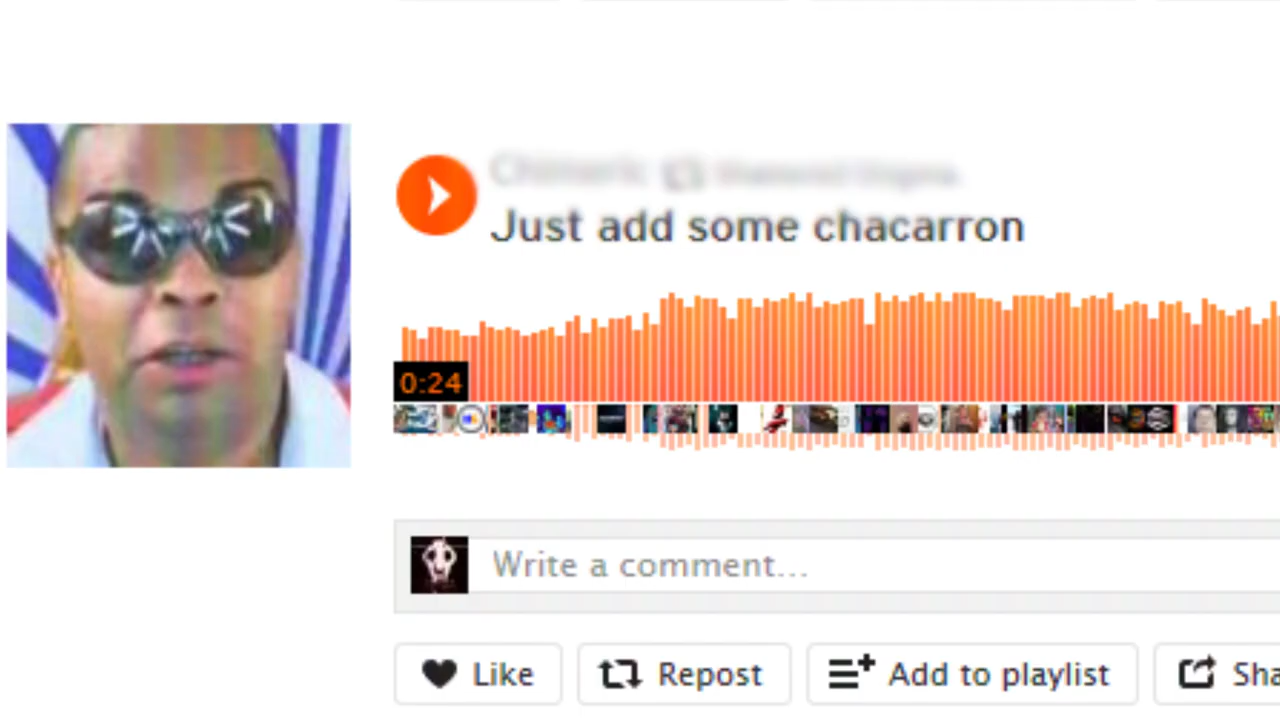 Just add some chacarron
0:24
Write a comment...
Like Repost Add to playlist Sha